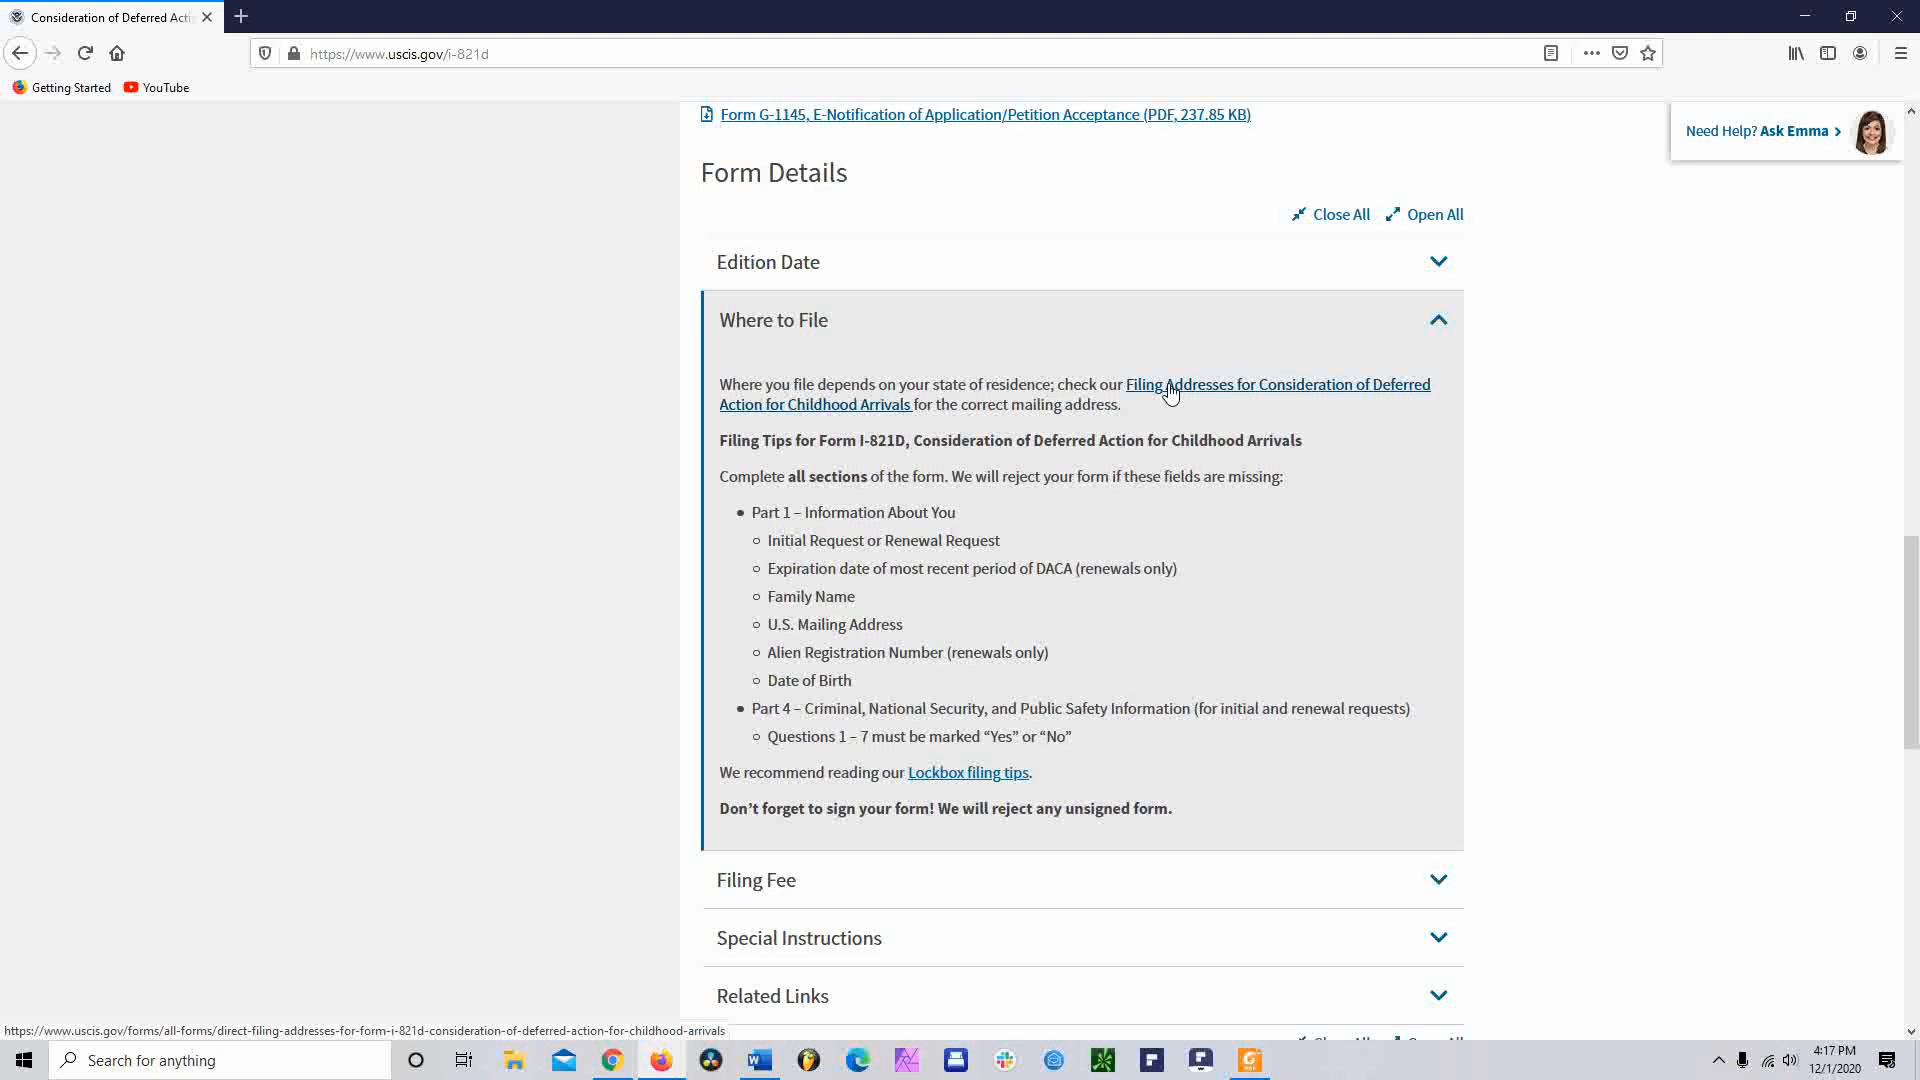 Consideration of Deferred Acti
https://www.uscis.gov/i-821d
Getting Started
YouTube
Form G-1145, E-Notification of Application/Petition Acceptance (PDF, 237.85 KB)
Need Help? Ask Emma
Form Details
Close All
Open All
Edition Date
Where to File
Where you file depends on your state of residence; check our Filing Addresses for Consideration of Deferred
Action for Childhood Arrivals for the correct mailing address.
Filing Tips for Form I-821D, Consideration of Deferred Action for Childhood Arrivals
Complete all sections of the form. We will reject your form if these fields are missing:
Part 1 – Information About You
Initial Request or Renewal Request
Expiration date of most recent period of DACA (renewals only)
Family Name
U.S. Mailing Address
Alien Registration Number (renewals only)
Date of Birth
Part 4 – Criminal, National Security, and Public Safety Information (for initial and renewal requests)
Questions 1 – 7 must be marked “Yes” or “No”
We recommend reading our Lockbox filing tips.
Don’t forget to sign your form! We will reject any unsigned form.
Filing Fee
Special Instructions
Related Links
https://www.uscis.gov/forms/all-forms/direct-filing-addresses-for-form-i-821d-consideration-of-deferred-action-for-childhood-arrivals
Search for anything
4:17 PM
12/1/2020